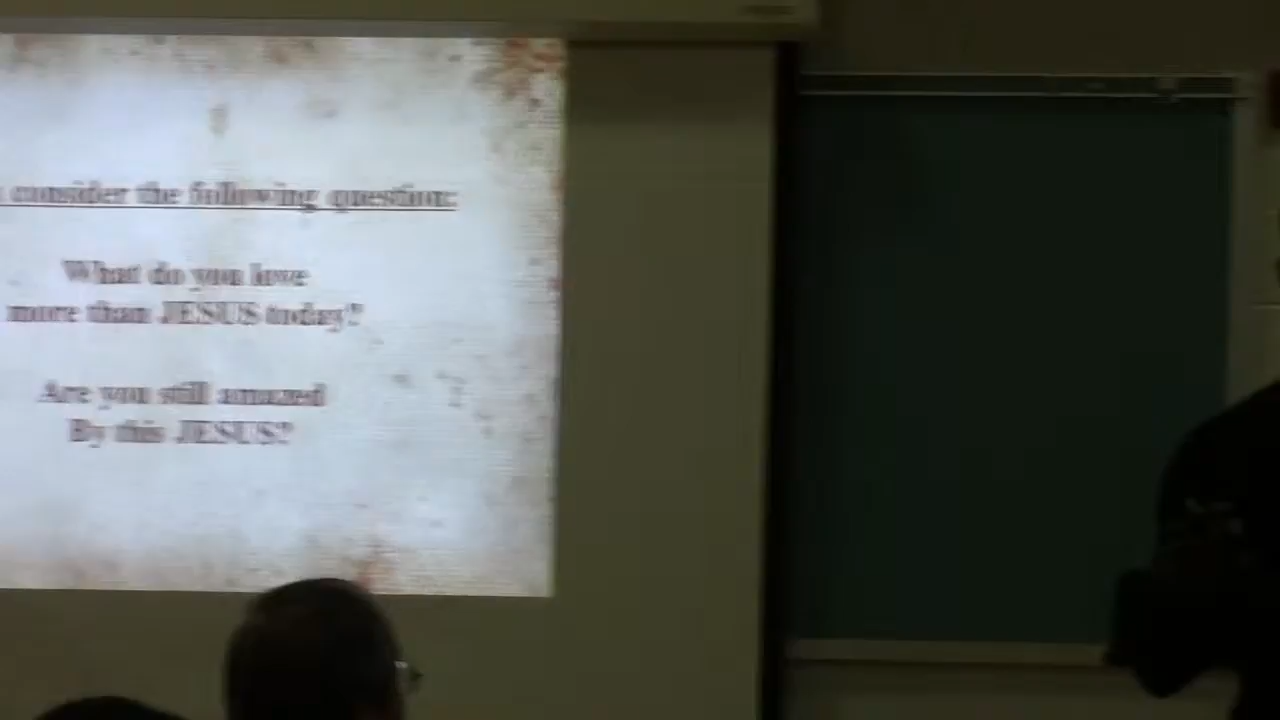 consider the following question:
What do you love
more than JESUS today?
Are you still amazed
By this JESUS?